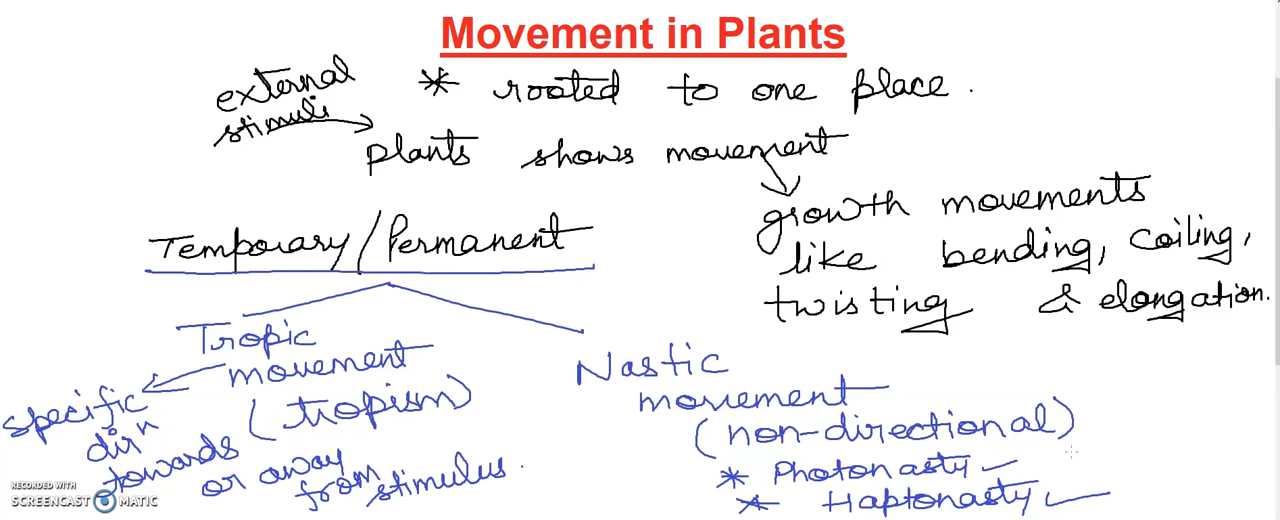 Movement in Plants
* rooted to one place.
external
stimuli
plants shows movement
growth movements
like bending, coiling,
twisting & elongation.
Temporary/Permanent
Tropic
movement
(tropism)
specific
dirⁿ
towards
or away
from stimulus.
Nastic
movement
(non-directional)
* Photonasty
* Haptonasty
RECORDED WITH
SCREENCAST MATIC